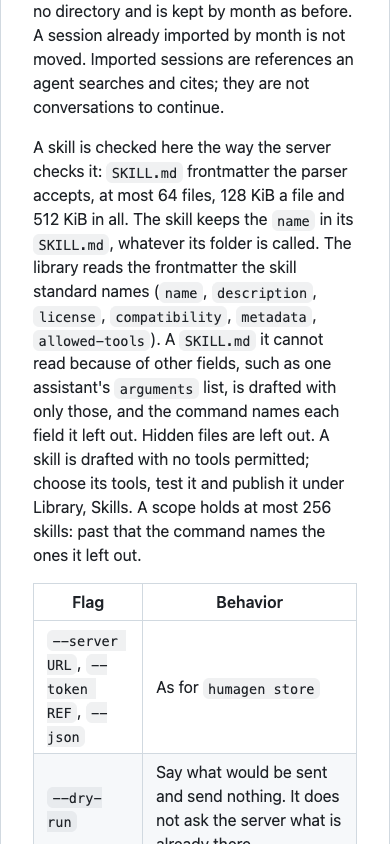 no directory and is kept by month as before.
A session already imported by month is not
moved. Imported sessions are references an
agent searches and cites; they are not
conversations to continue.
A skill is checked here the way the server
checks it: SKILL.md frontmatter the parser
accepts, at most 64 files, 128 KiB a file and
512 KiB in all. The skill keeps the name in its
SKILL.md, whatever its folder is called. The
library reads the frontmatter the skill
standard names ( name, description,
license, compatibility, metadata,
allowed-tools ). A SKILL.md it cannot
read because of other fields, such as one
assistant's arguments list, is drafted with
only those, and the command names each
field it left out. Hidden files are left out. A
skill is drafted with no tools permitted;
choose its tools, test it and publish it under
Library, Skills. A scope holds at most 256
skills: past that the command names the
ones it left out.
Flag Behavior
--server
URL, --
token
REF, --
json
As for humagen store
--dry-
run
Say what would be sent
and send nothing. It does
not ask the server what is
already there